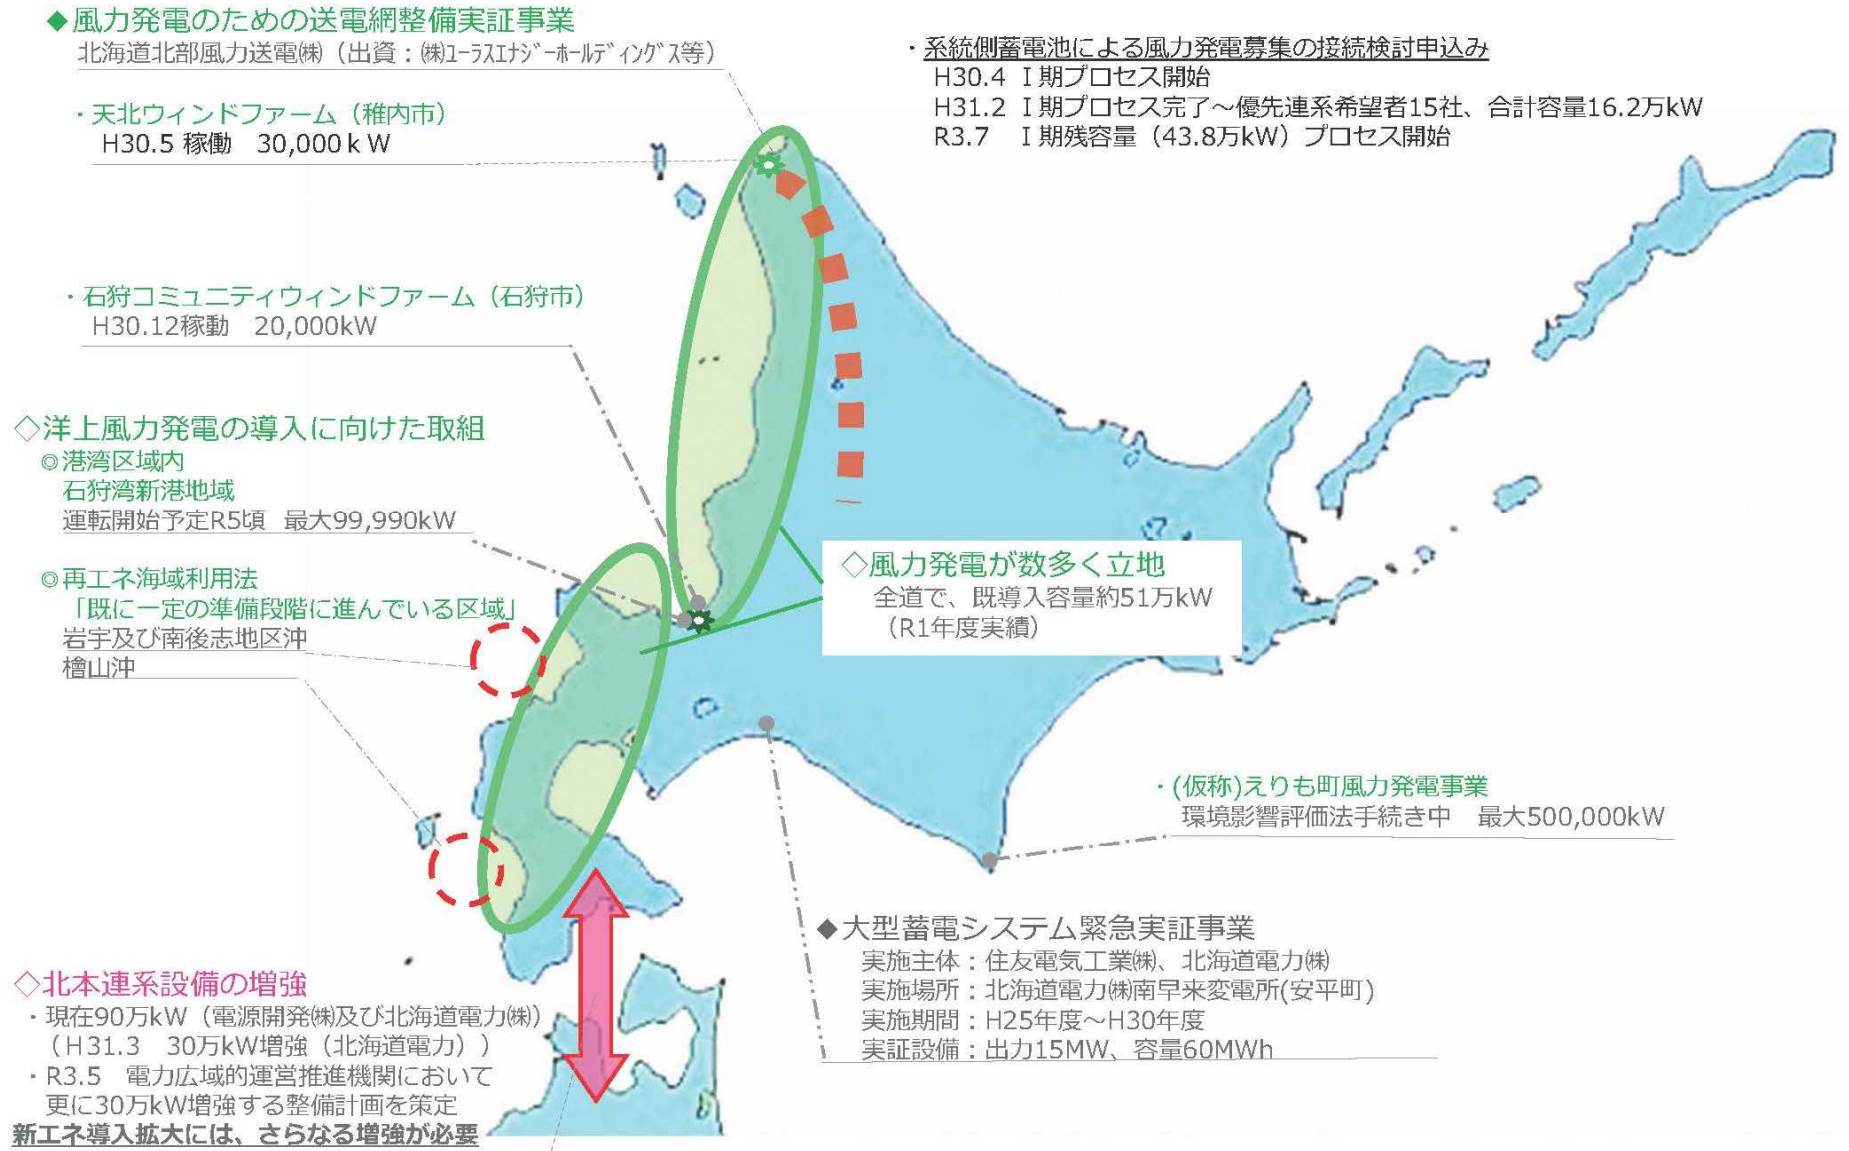 ◆風力発電のための送電網整備実証事業
北海道北部風力送電㈱（出資：㈱ﾕｰﾗｽｴﾅｼﾞｰﾎｰﾙﾃﾞｨﾝｸﾞｽ等）
・天北ウィンドファーム（稚内市）
H30.5 稼働　30,000ｋW
・系統側蓄電池による風力発電募集の接続検討申込み
H30.4 Ⅰ期プロセス開始
H31.2 Ⅰ期プロセス完了～優先連系希望者15社、合計容量16.2万kW
R3.7　Ⅰ期残容量（43.8万kW）プロセス開始
・石狩コミュニティウィンドファーム（石狩市）
H30.12稼働　20,000kW
◇洋上風力発電の導入に向けた取組
◎港湾区域内
石狩湾新港地域
運転開始予定R5頃　最大99,990kW
◎再エネ海域利用法
「既に一定の準備段階に進んでいる区域」
岩宇及び南後志地区沖
檜山沖
◇風力発電が数多く立地
全道で、既導入容量約51万kW
（R1年度実績）
・(仮称)えりも町風力発電事業
環境影響評価法手続き中　最大500,000kW
◆大型蓄電システム緊急実証事業
実施主体：住友電気工業㈱、北海道電力㈱
実施場所：北海道電力㈱南早来変電所(安平町)
実施期間：H25年度～H30年度
実証設備：出力15MW、容量60MWh
◇北本連系設備の増強
・現在90万kW（電源開発㈱及び北海道電力㈱）
（H31.3　30万kW増強（北海道電力））
・R3.5　電力広域的運営推進機関において
更に30万kW増強する整備計画を策定
新エネ導入拡大には、さらなる増強が必要